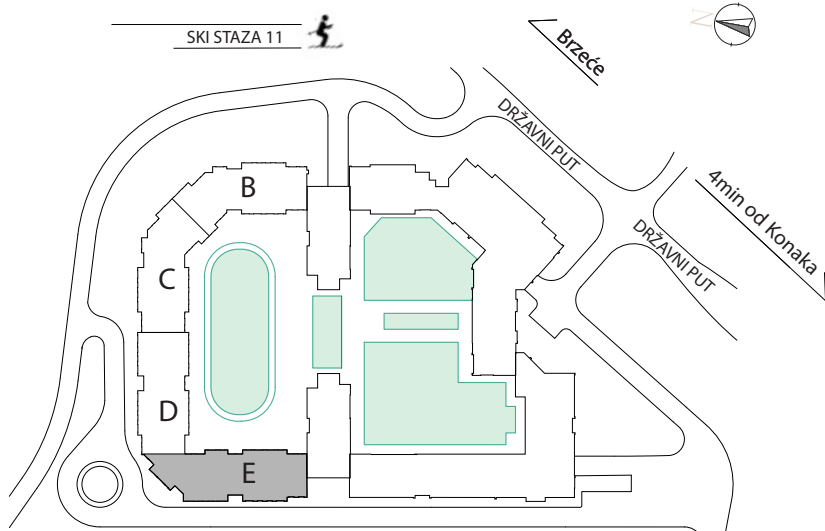 SKI STAZA 11
N
Brzeće
DRŽAVNI PUT
4min od Konaka
DRŽAVNI PUT
B
C
D
E